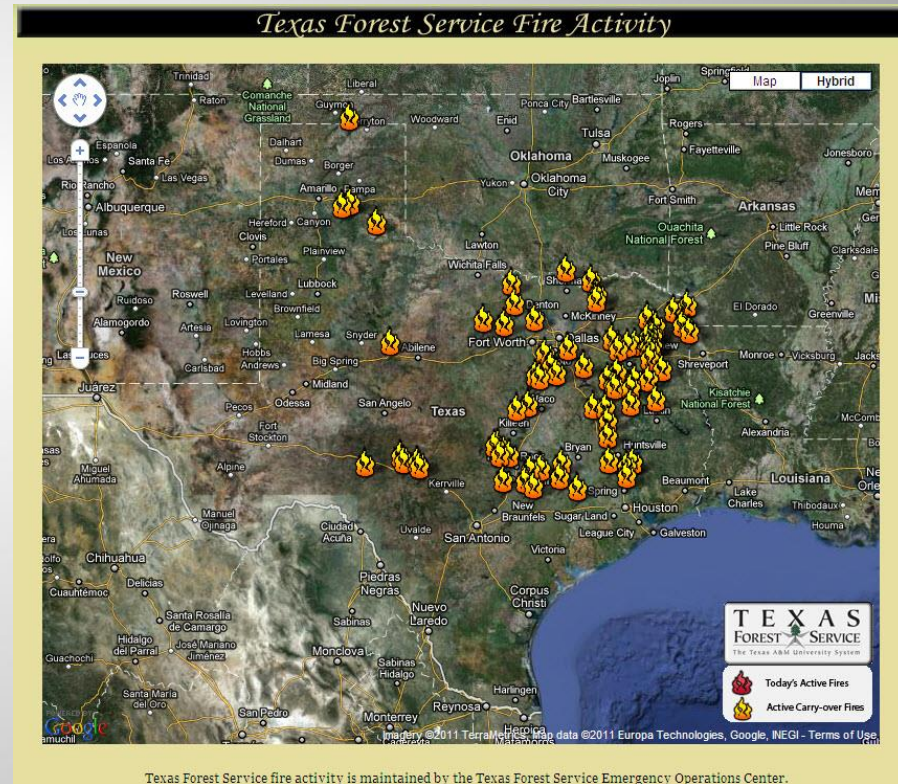 Texas Forest Service Fire Activity
Map
Hybrid
Trinidad
Liberal
Joplin
Raton
Comanche National Grassland
Guymon
Woodward
Enid
Ponca City
Bartlesville
Rogers
Dalhart
Dumas
Borger
Tulsa
Fayetteville
Espanola
Santa Fe
Las Vegas
Oklahoma
Muskogee
Jonesboro
Rio Rancho
Albuquerque
Amarillo
Pampa
Yukon
Oklahoma City
Fort Smith
Arkansas
Los Lunas
Hereford
Canyon
Clovis
Portales
Plainview
Lawton
Ouachita National Forest
Little Rock
Pine Bluff
Clarksdale
New Mexico
Wichita Falls
Ruidoso
Roswell
Levelland
Lubbock
Brownfield
Denton
McKinney
El Dorado
Greenville
Alamogordo
Artesia
Lovington
Lamesa
Snyder
Fort Worth
Dallas
Hobbs
Andrews
Carlsbad
Big Spring
Abilene
Shreveport
Monroe
Vicksburg
Juárez
Midland
Odessa
Pecos
San Angelo
Texas
Killeen
Kisatchie National Forest
Alexandria
Fort Stockton
Alpine
Bryan
Huntsville
Miguel Ahumada
Kerrville
Beaumont
Louisiana
Lake Charles
Manuel Ojinaga
Ciudad Acuña
Uvalde
New Braunfels
San Antonio
Spring
Houston
Sugar Land
League City
Galveston
Thibodaux
Houma
Chihuahua
Cuauhtémoc
Delicias
Piedras Negras
Victoria
Corpus Christi
Santa Rosalia de Camargo
Hidalgo del Parral
José Mariano Jiménez
Guachochi
Sabinas
Nuevo Laredo
Monclova
Sabinas Hidalgo
Santa María del Oro
San Pedro
Monterrey
Reynosa
Harlingen
TEXAS
FOREST SERVICE
The Texas A&M University System
Today's Active Fires
Active Carry-over Fires
POWERED BY
Google
Imagery ©2011 TerraMetrics, Map data ©2011 Europa Technologies, Google, INEGI - Terms of Use
Texas Forest Service fire activity is maintained by the Texas Forest Service Emergency Operations Center.